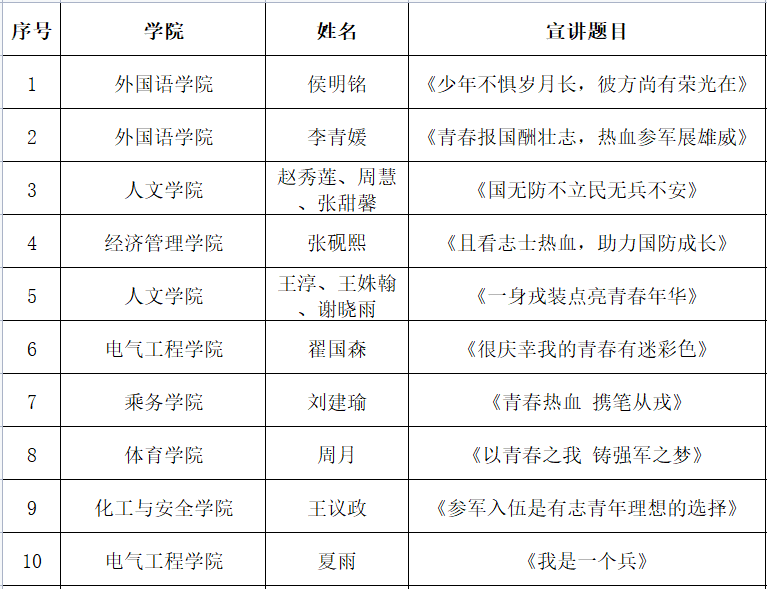 序号 学院 姓名 宣讲题目
1 外国语学院 侯明铭 《少年不惧岁月长，彼方尚有荣光在》
2 外国语学院 李青媛 《青春报国酬壮志，热血参军展雄威》
3 人文学院 赵秀莲、周慧
、张甜馨 《国无防不立民无兵不安》
4 经济管理学院 张砚熙 《且看志士热血，助力国防成长》
5 人文学院 王淳、王姝翰
、谢晓雨 《一身戎装点亮青春年华》
6 电气工程学院 翟国森 《很庆幸我的青春有迷彩色》
7 乘务学院 刘建瑜 《青春热血 携笔从戎》
8 体育学院 周月 《以青春之我 铸强军之梦》
9 化工与安全学院 王议政 《参军入伍是有志青年理想的选择》
10 电气工程学院 夏雨 《我是一个兵》